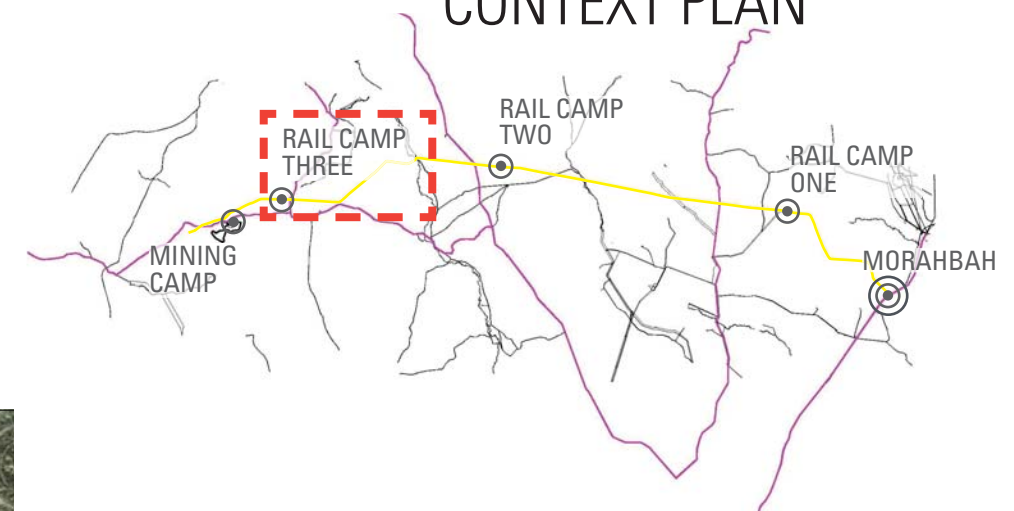 CONTEXT PLAN
RAIL CAMP
TWO
RAIL CAMP
THREE
RAIL CAMP
ONE
MINING
CAMP
MORAHBAH